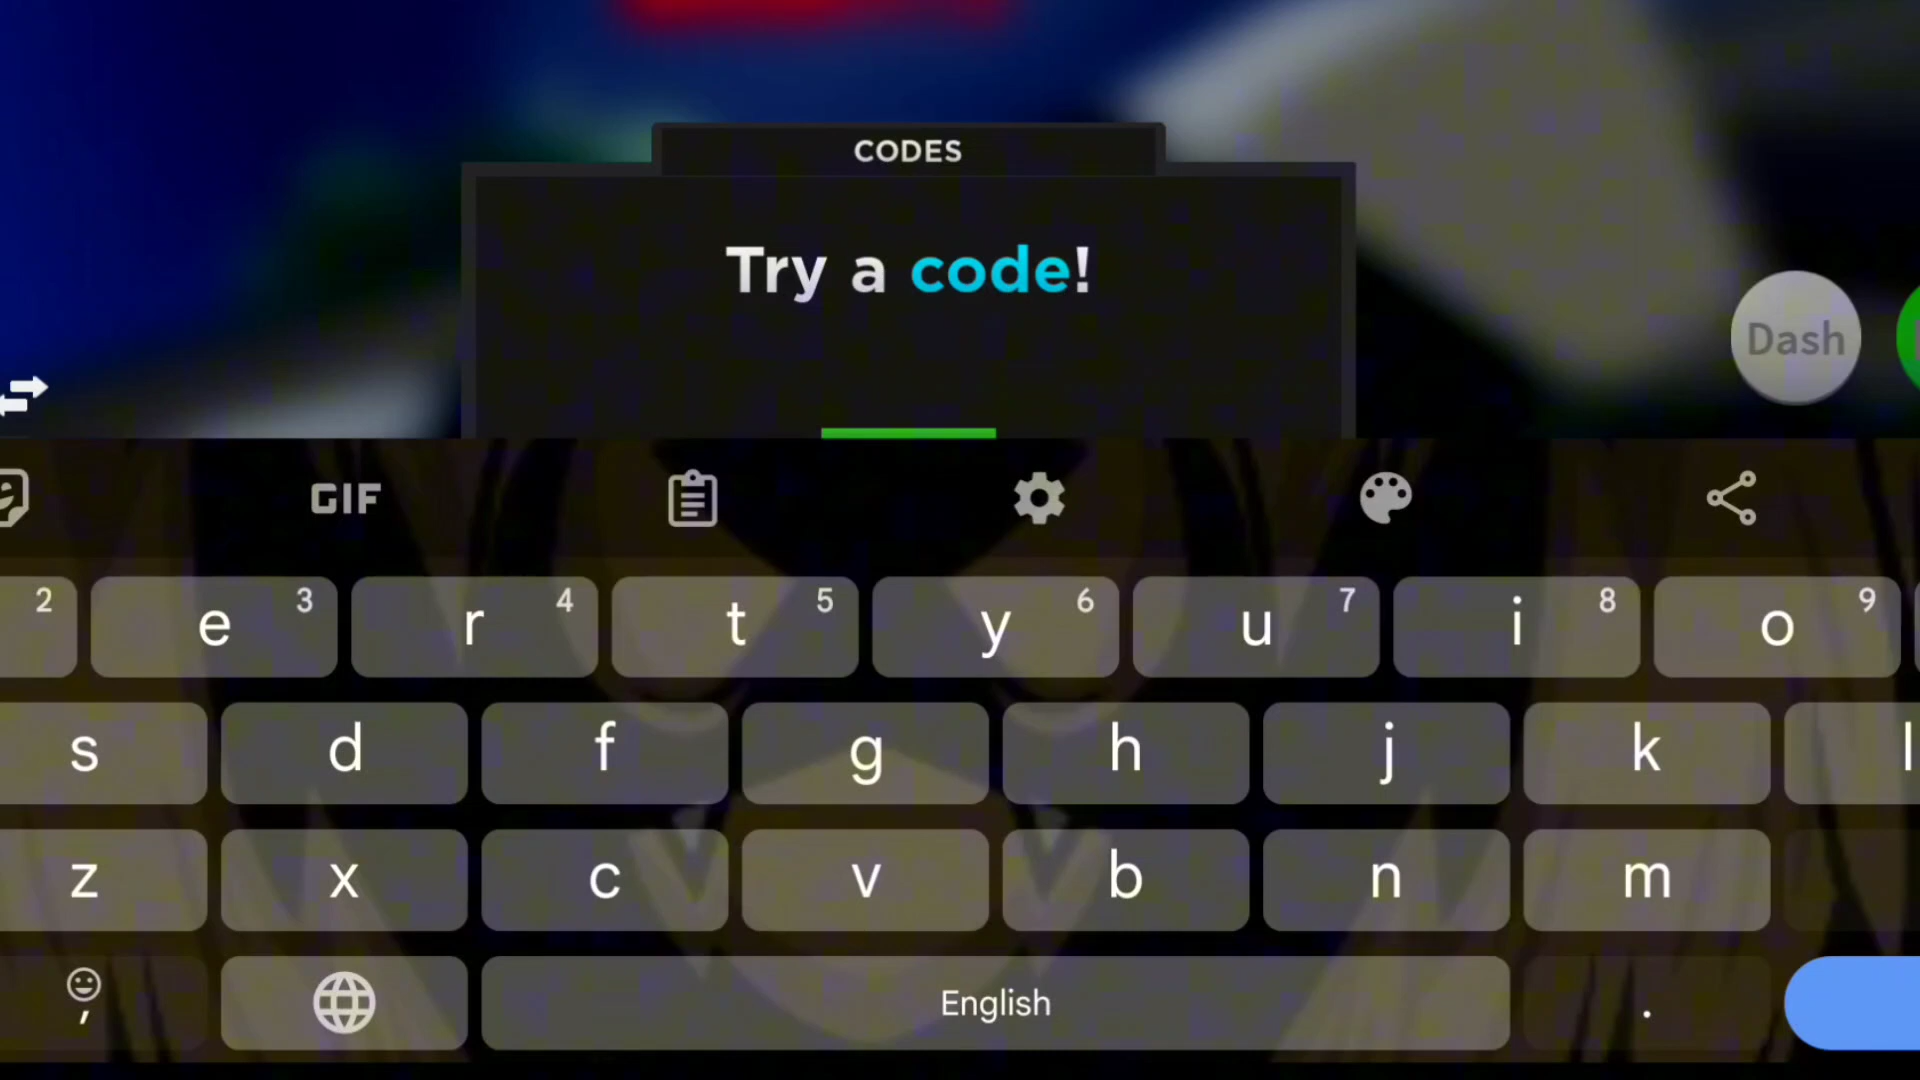 CODES
Try a code!
Dash
GIF
2 e 3 r 4 t 5 y 6 u 7 i 8 o 9
s d f g h j k l
z x c v b n m
, English .